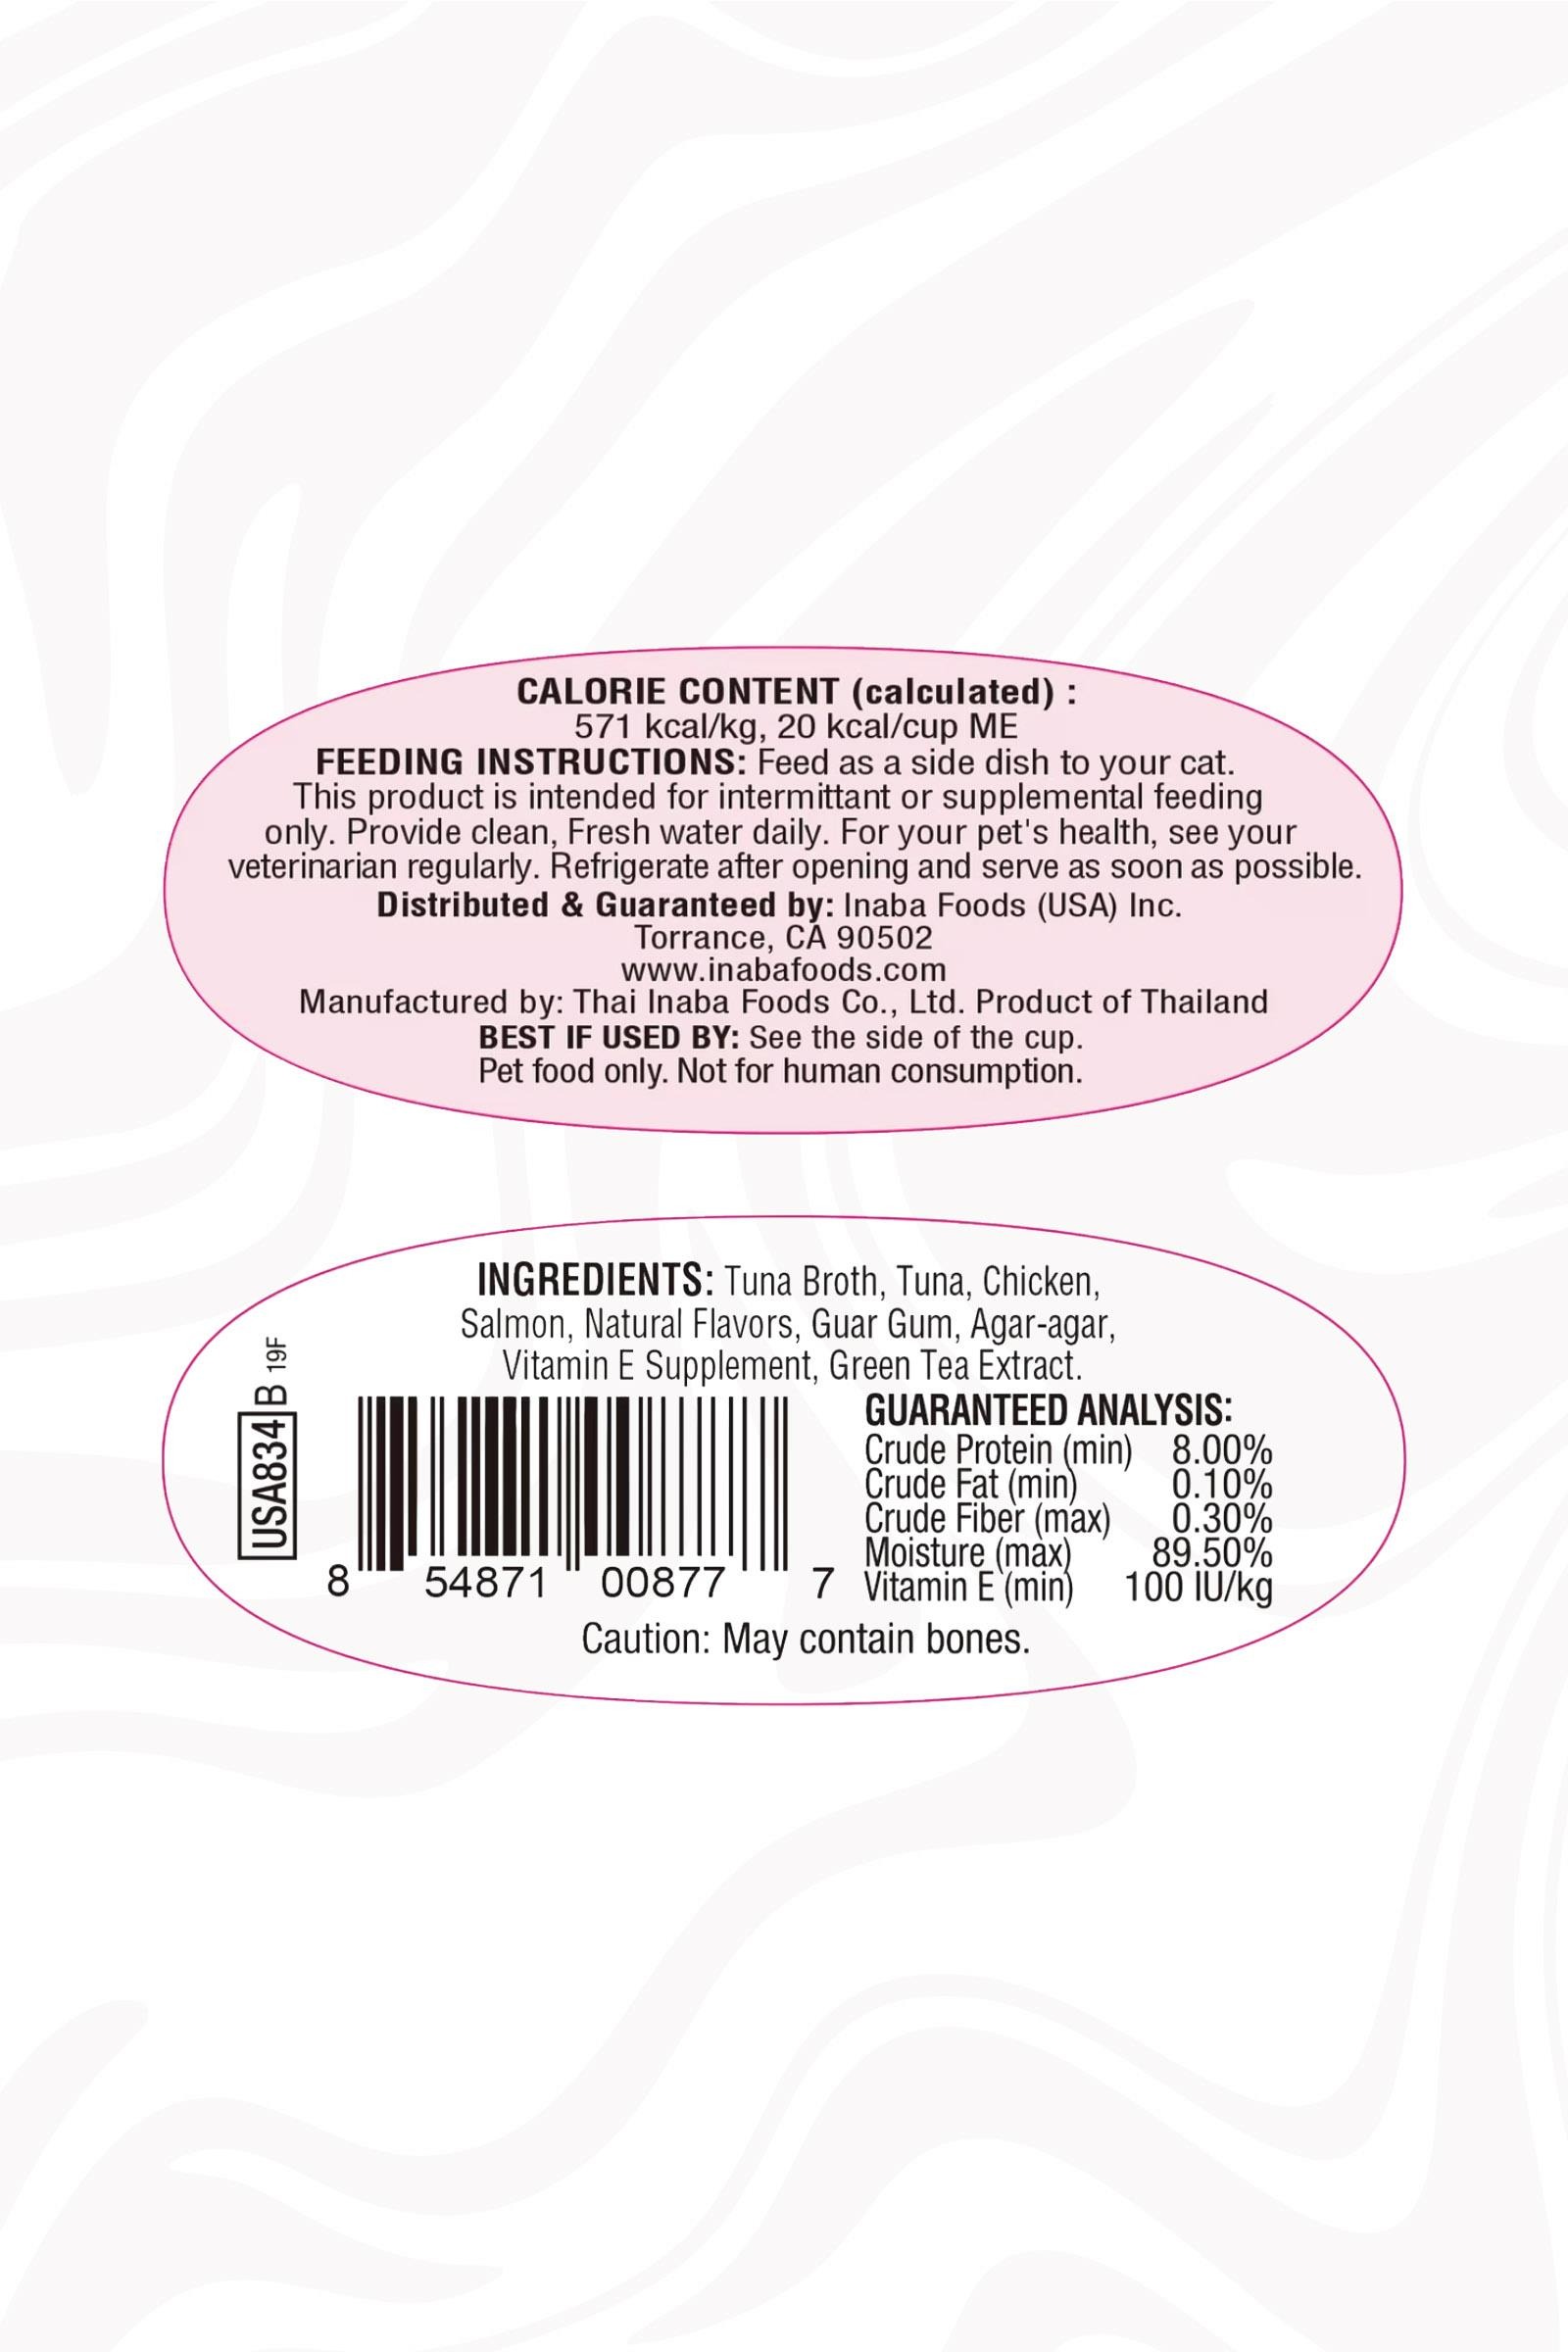 CALORIE CONTENT (calculated) :
571 kcal/kg, 20 kcal/cup ME
FEEDING INSTRUCTIONS: Feed as a side dish to your cat.
This product is intended for intermittant or supplemental feeding
only. Provide clean, Fresh water daily. For your pet's health, see your
veterinarian regularly. Refrigerate after opening and serve as soon as possible.
Distributed & Guaranteed by: Inaba Foods (USA) Inc.
Torrance, CA 90502
www.inabafoods.com
Manufactured by: Thai Inaba Foods Co., Ltd. Product of Thailand
BEST IF USED BY: See the side of the cup.
Pet food only. Not for human consumption.
INGREDIENTS: Tuna Broth, Tuna, Chicken,
Salmon, Natural Flavors, Guar Gum, Agar-agar,
Vitamin E Supplement, Green Tea Extract.
USA834 B 19F
8 54871 00877 7
GUARANTEED ANALYSIS:
Crude Protein (min) 8.00%
Crude Fat (min) 0.10%
Crude Fiber (max) 0.30%
Moisture (max) 89.50%
Vitamin E (min) 100 IU/kg
Caution: May contain bones.